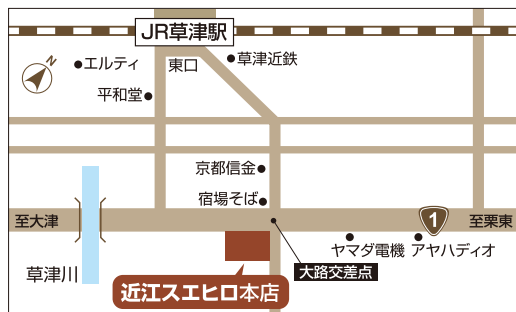 JR草津駅
N
エルティ
東口
草津近鉄
平和堂
京都信金
宿場そば
至大津
1
至栗東
ヤマダ電機
アヤハディオ
大路交差点
草津川
近江スエヒロ本店